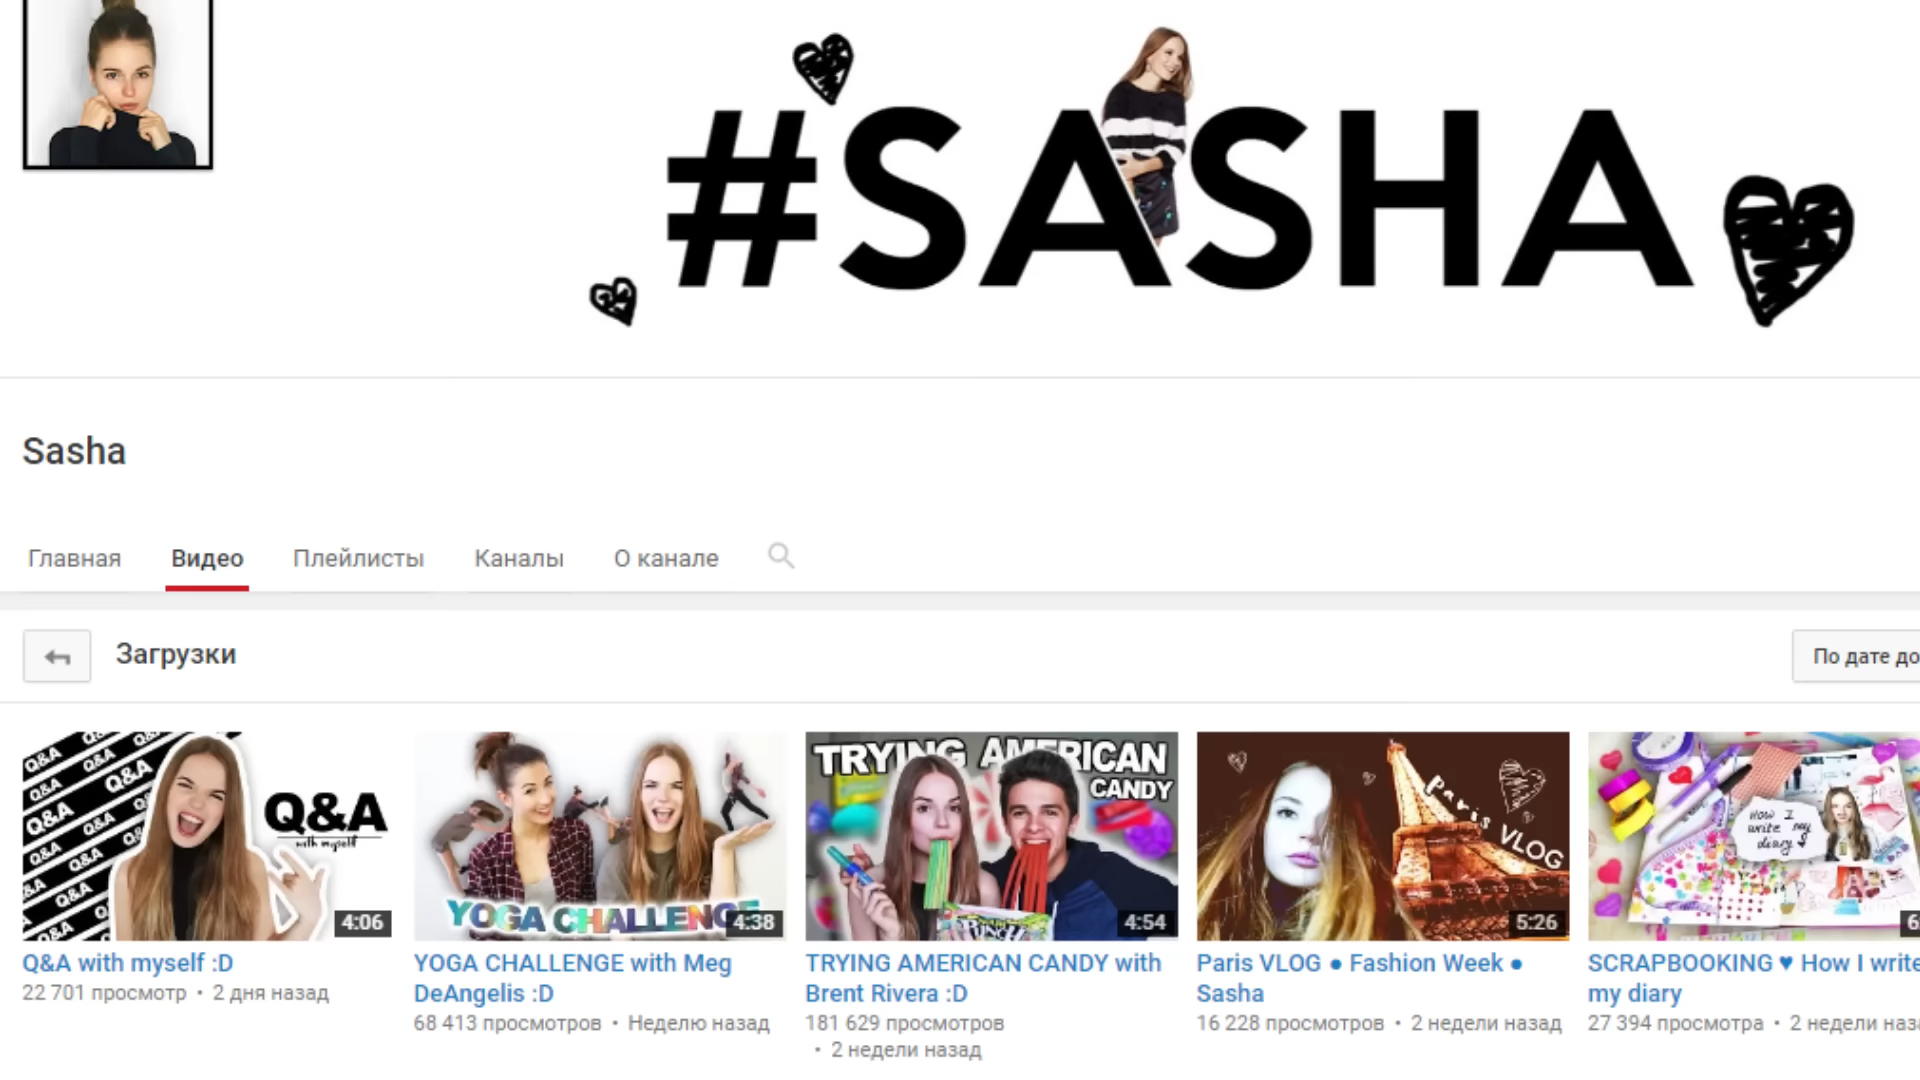 #SASHA
Sasha
Главная Видео Плейлисты Каналы О канале
Загрузки
По дате до
Q&A
with myself
4:06
YOGA CHALLENGE
4:38
TRYING AMERICAN
CANDY
4:54
Paris VLOG
5:26
HOW I
write my
diary
6
Q&A with myself :D
22 701 просмотр • 2 дня назад
YOGA CHALLENGE with Meg
DeAngelis :D
68 413 просмотров • Неделю назад
TRYING AMERICAN CANDY with
Brent Rivera :D
181 629 просмотров
• 2 недели назад
Paris VLOG ● Fashion Week ●
Sasha
16 228 просмотров • 2 недели назад
SCRAPBOOKING ♥ How I write
my diary
27 394 просмотра • 2 недели наза